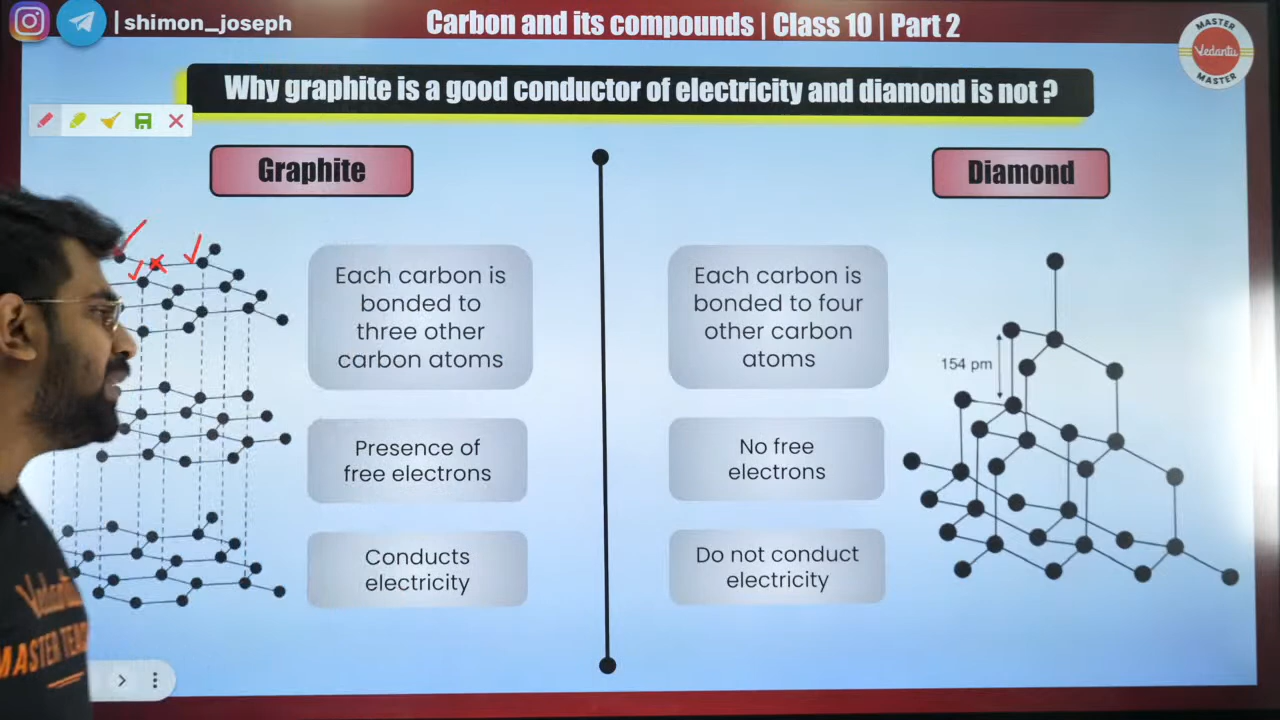 | shimon_joseph
Carbon and its compounds | Class 10 | Part 2
MASTER
Vedantu
MASTER
Why graphite is a good conductor of electricity and diamond is not ?
Graphite
Each carbon is
bonded to
three other
carbon atoms
Presence of
free electrons
Conducts
electricity
Diamond
Each carbon is
bonded to four
other carbon
atoms
154 pm
No free
electrons
Do not conduct
electricity
Vedantu
MASTER